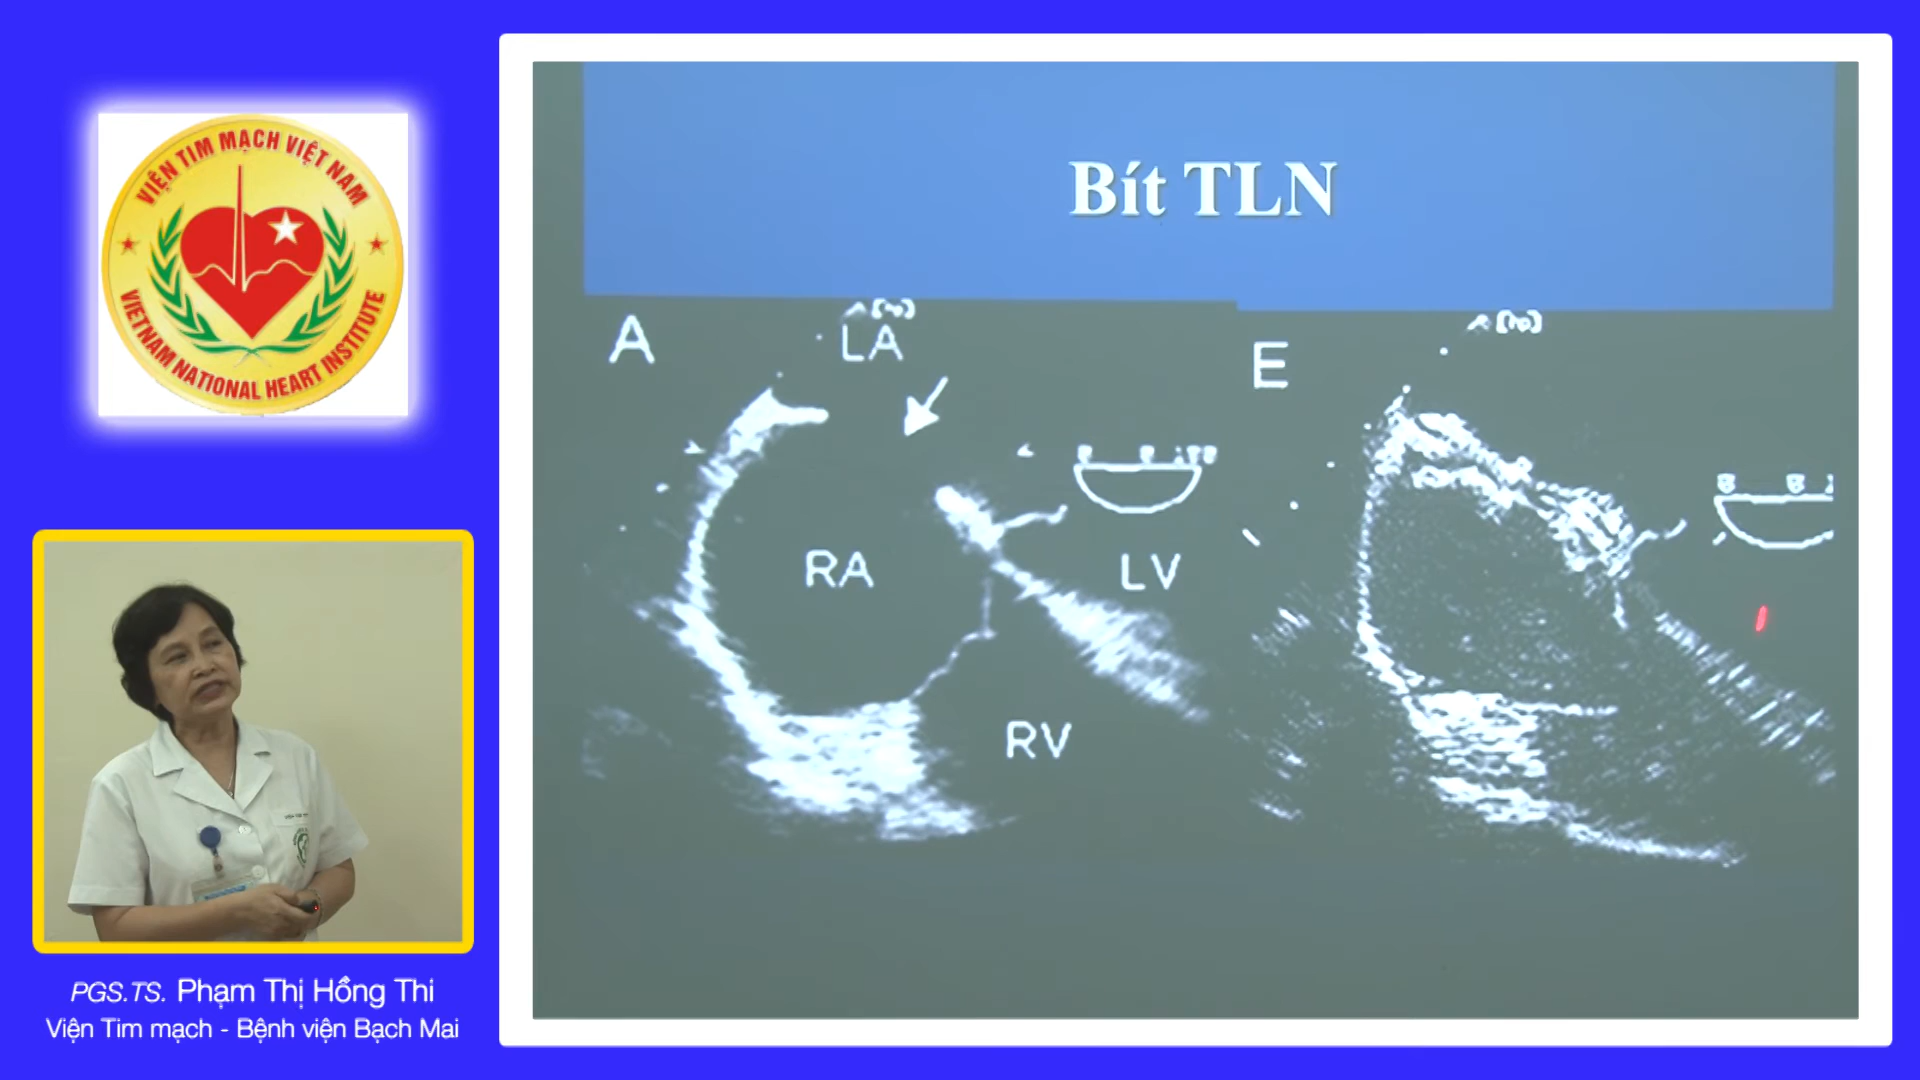 VIỆN TIM MẠCH VIỆT NAM
VIETNAM NATIONAL HEART INSTITUTE
PGS.TS. Phạm Thị Hồng Thi
Viện Tim mạch - Bệnh viện Bạch Mai
Bít TLN
A
LA
RA
LV
RV
E